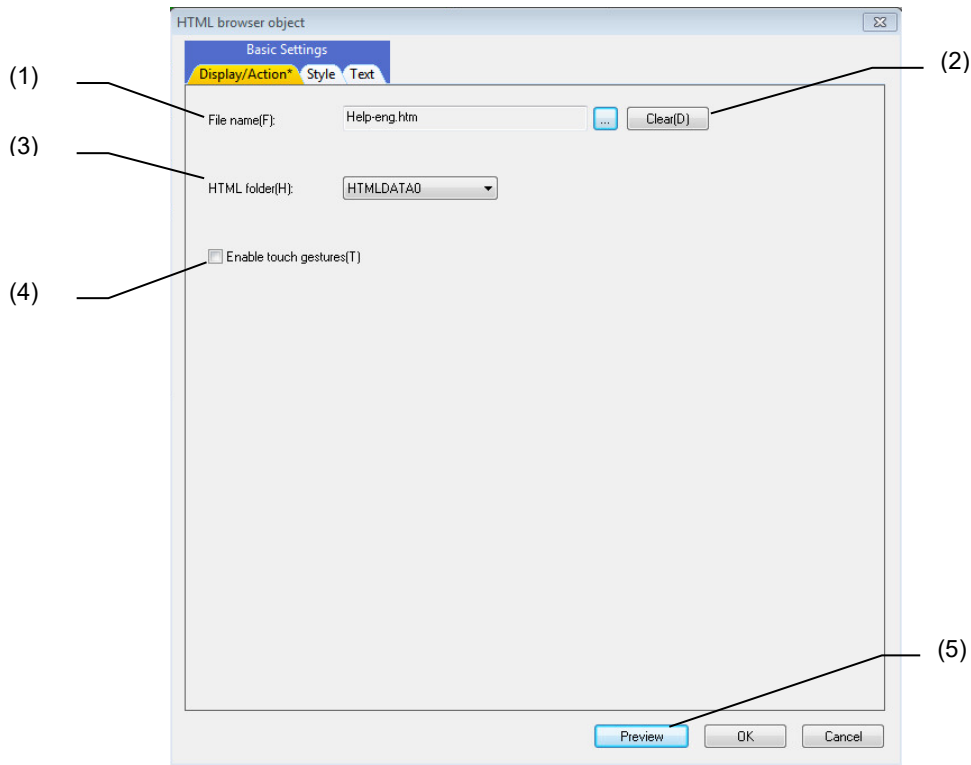 HTML browser object
Basic Settings
Display/Action* Style Text
(1)
(2)
File name(F): Help-eng.htm ... Clear(D)
(3)
HTML folder(H): HTMLDATA0
Enable touch gestures(T)
(4)
(5)
Preview OK Cancel